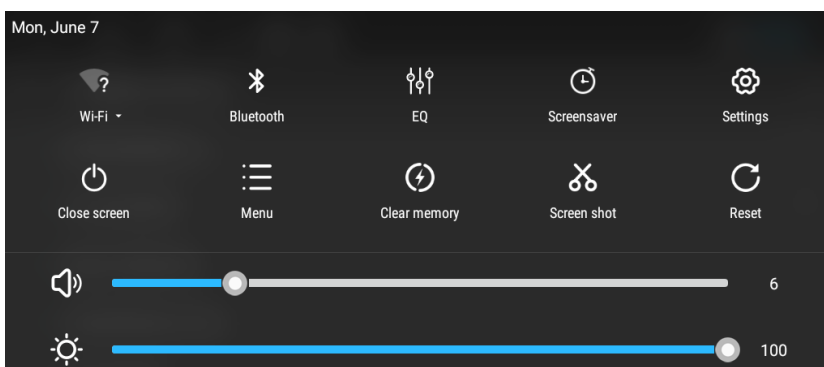 Mon, June 7
?
Wi-Fi Bluetooth EQ Screensaver Settings
Close screen Menu Clear memory Screen shot Reset
6
100